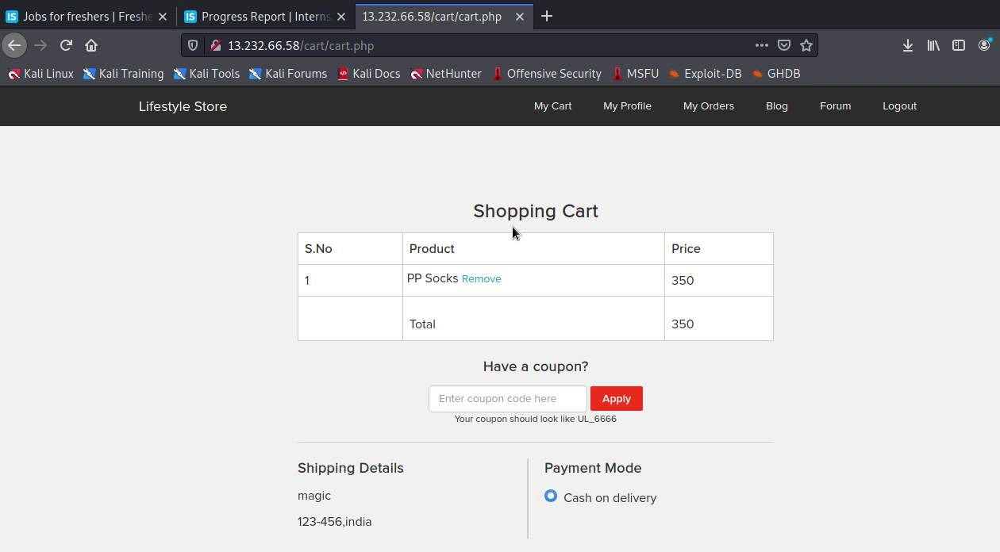 Jobs for freshers | Freshe
Progress Report | Interns
13.232.66.58/cart/cart.php
13.232.66.58/cart/cart.php
Kali Linux Kali Training Kali Tools Kali Forums Kali Docs NetHunter Offensive Security MSFU Exploit-DB GHDB
Lifestyle Store My Cart My Profile My Orders Blog Forum Logout
Shopping Cart
S.No Product Price
1 PP Socks Remove 350
Total 350
Have a coupon?
Enter coupon code here Apply
Your coupon should look like UL_6666
Shipping Details
magic
123-456,india
Payment Mode
Cash on delivery